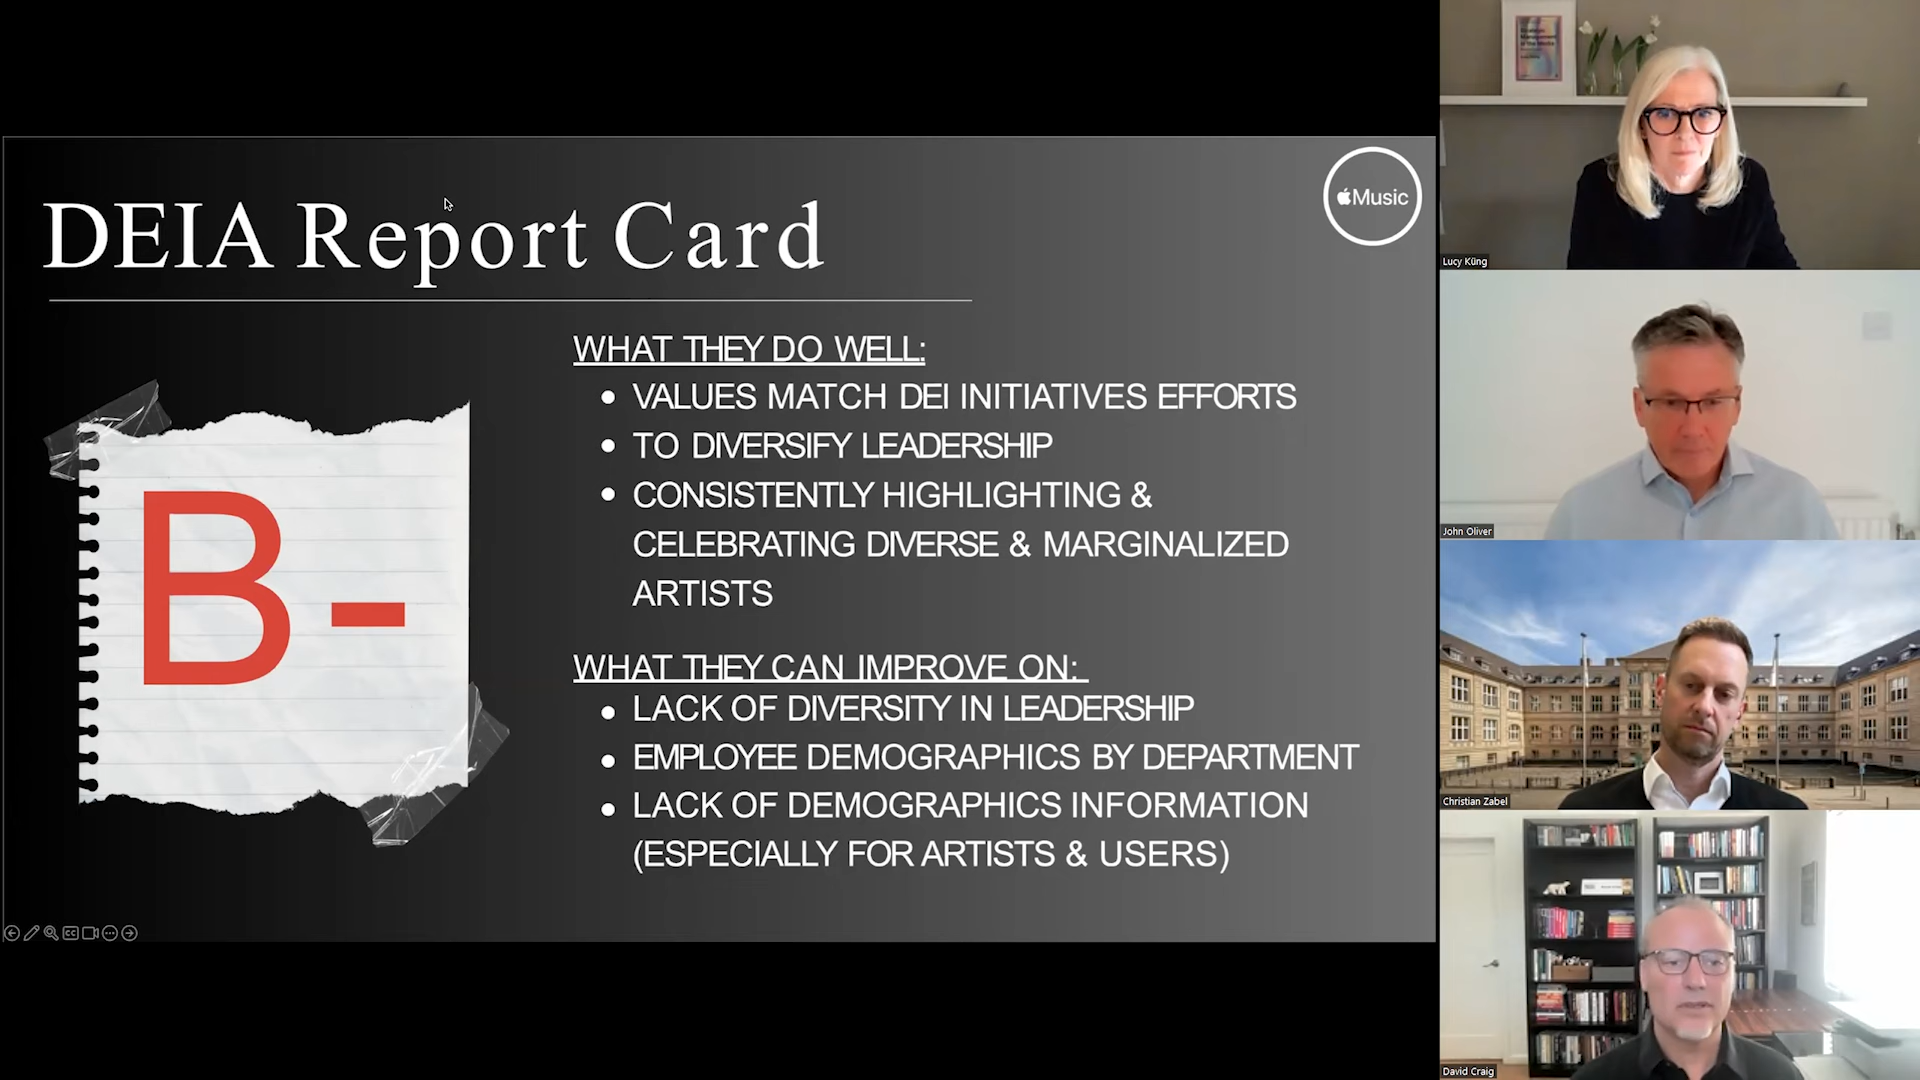 DEIA Report Card
Music
B-
WHAT THEY DO WELL:
VALUES MATCH DEI INITIATIVES EFFORTS
TO DIVERSIFY LEADERSHIP
CONSISTENTLY HIGHLIGHTING &
CELEBRATING DIVERSE & MARGINALIZED
ARTISTS
WHAT THEY CAN IMPROVE ON:
LACK OF DIVERSITY IN LEADERSHIP
EMPLOYEE DEMOGRAPHICS BY DEPARTMENT
LACK OF DEMOGRAPHICS INFORMATION
(ESPECIALLY FOR ARTISTS & USERS)
Lucy Küng
John Oliver
Christian Zabel
David Craig